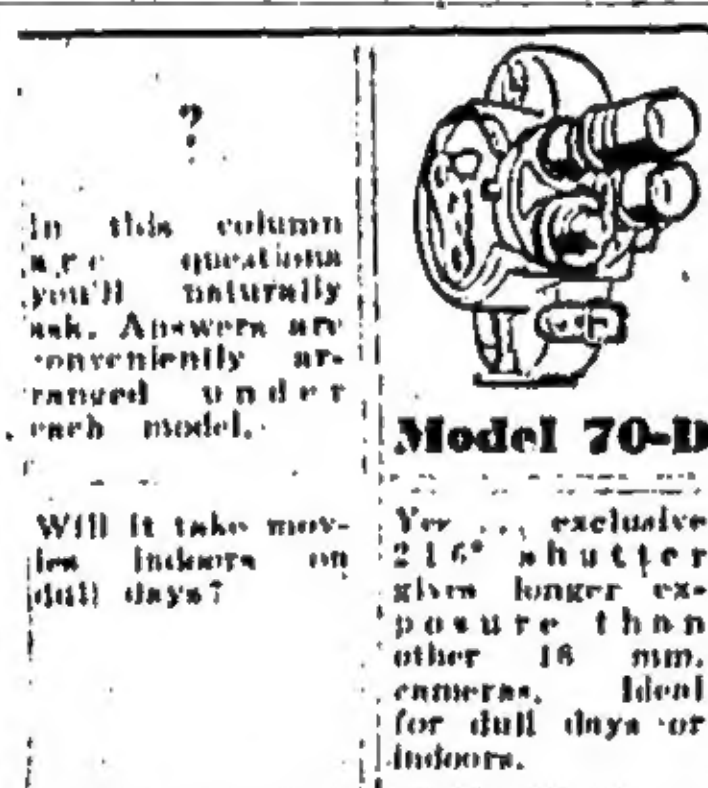 ?
In this column
are questions
you'll naturally
ask. Answers are
conveniently ar-
ranged under
each model.
Will it take mov-
ies indoors on
dull days?
Model 70-D
Yes ... exclusive
216° shutter
gives longer ex-
posure than
other 16 mm.
cameras. Ideal
for dull days or
indoors.